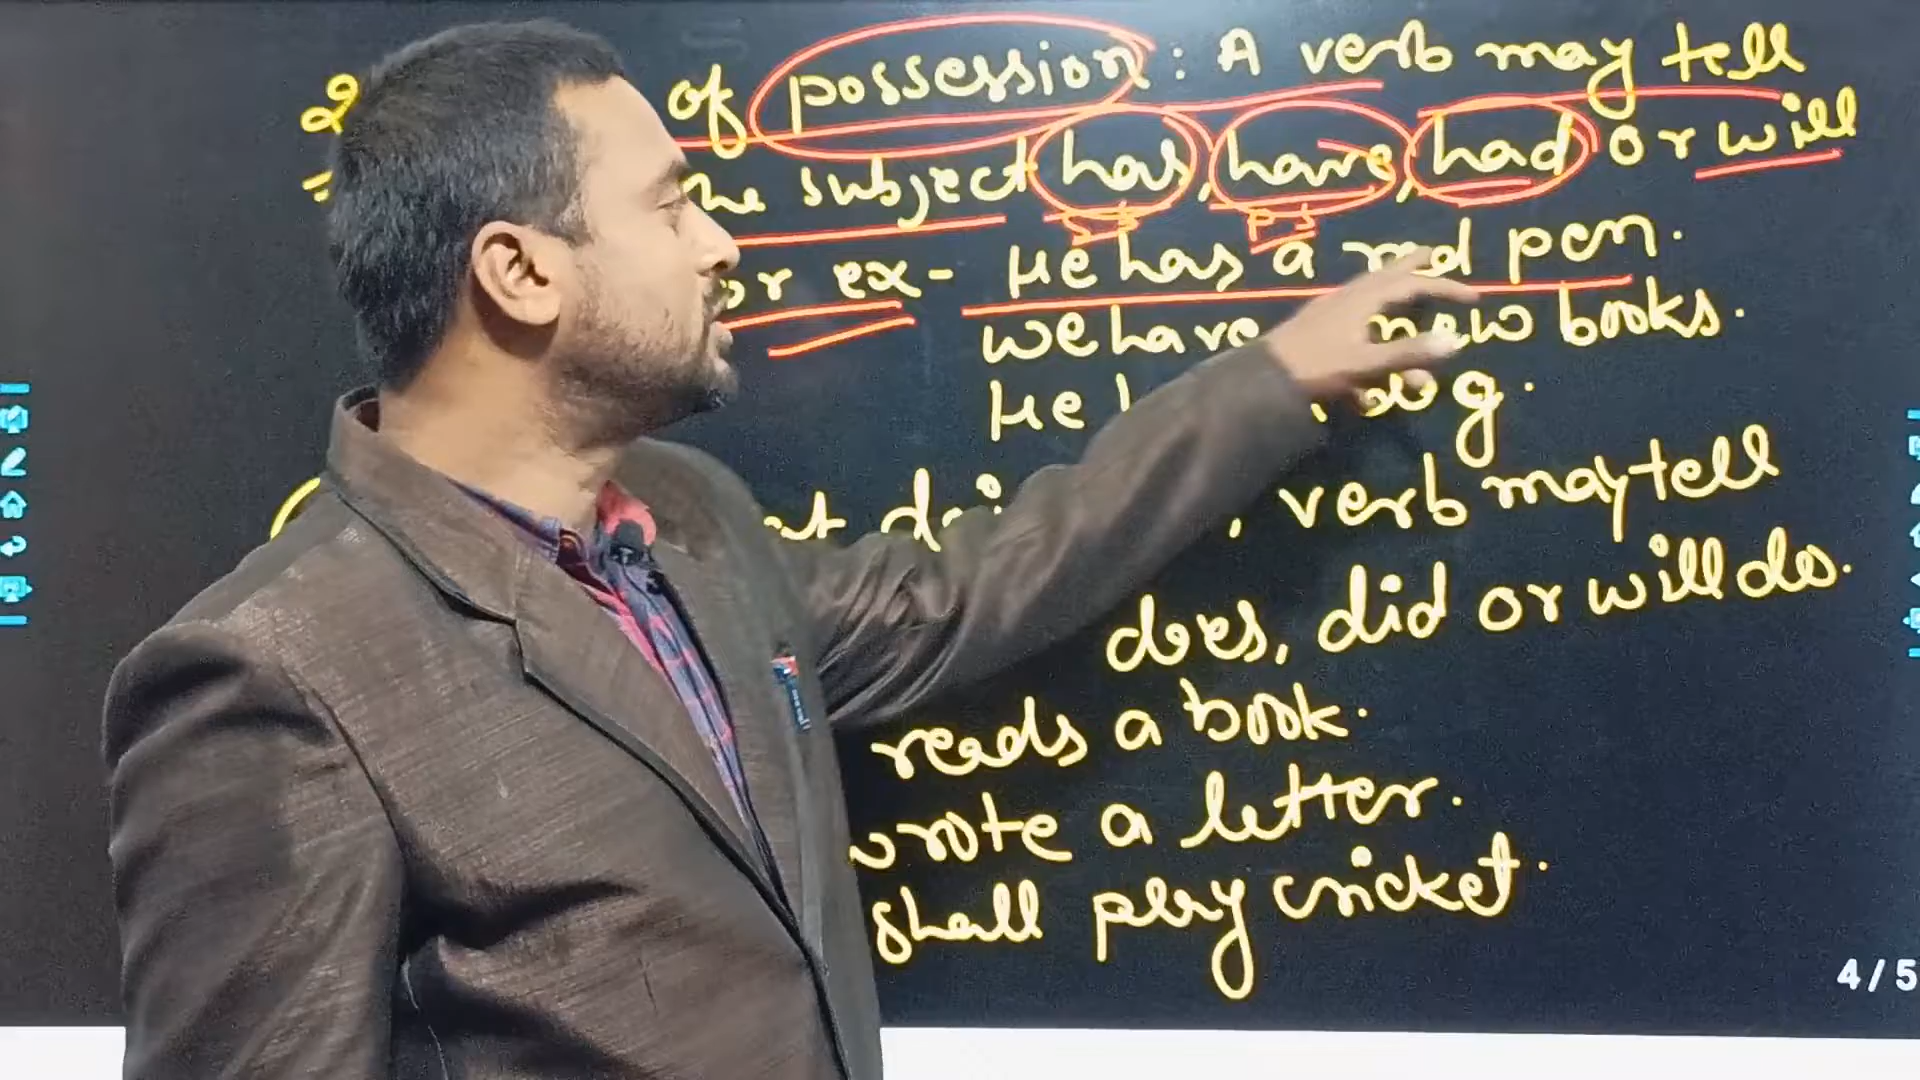 2 of possession : A verb may tell
the subject has, have, had or will
S S P S
or ex - He has a red pen.
we have new books.
He dog.
verb may tell
does, did or will do.
reads a book.
wrote a letter.
shall play cricket.
4/5